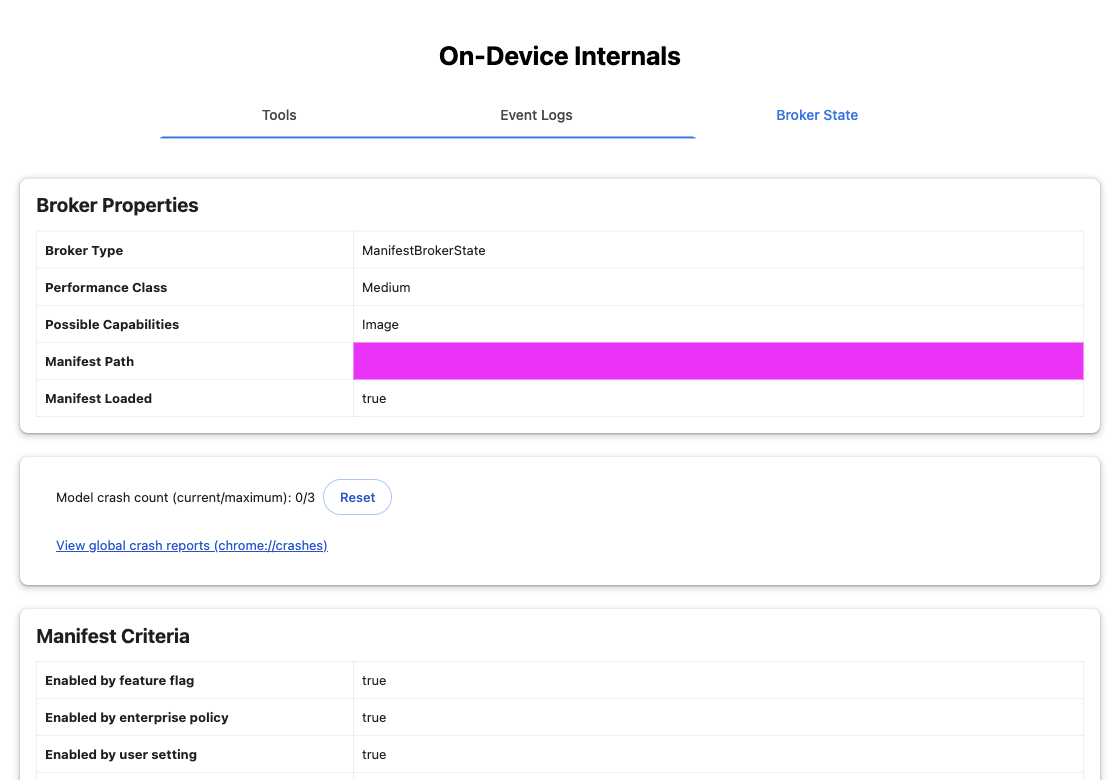 On-Device Internals
Tools Event Logs Broker State
Broker Properties
Broker Type ManifestBrokerState
Performance Class Medium
Possible Capabilities Image
Manifest Path
Manifest Loaded true
Model crash count (current/maximum): 0/3 Reset
View global crash reports (chrome://crashes)
Manifest Criteria
Enabled by feature flag true
Enabled by enterprise policy true
Enabled by user setting true